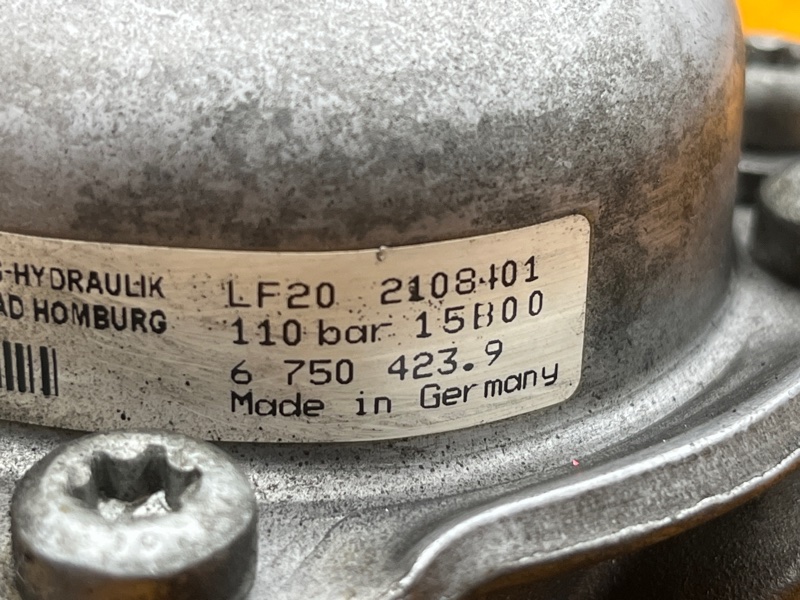 -HYDRAULIK
AD HOMBURG
LF20 2108401
110 bar 15B00
6 750 423.9
Made in Germany